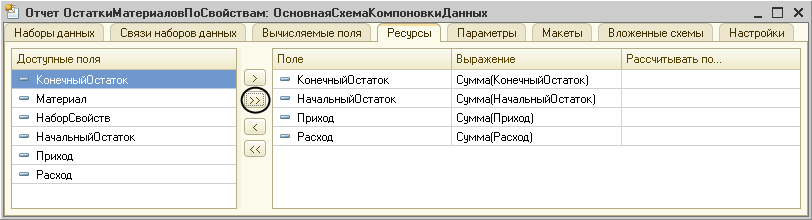 Отчет ОстаткиМатериаловПоСвойствам: ОсновнаяСхемаКомпоновкиДанных
Наборы данных Связи наборов данных Вычисляемые поля Ресурсы Параметры Макеты Вложенные схемы Настройки
Доступные поля
КонечныйОстаток
Материал
НаборСвойств
НачальныйОстаток
Приход
Расход
>
>>
<
<<
Поле Выражение Рассчитывать по...
КонечныйОстаток Сумма(КонечныйОстаток)
НачальныйОстаток Сумма(НачальныйОстаток)
Приход Сумма(Приход)
Расход Сумма(Расход)